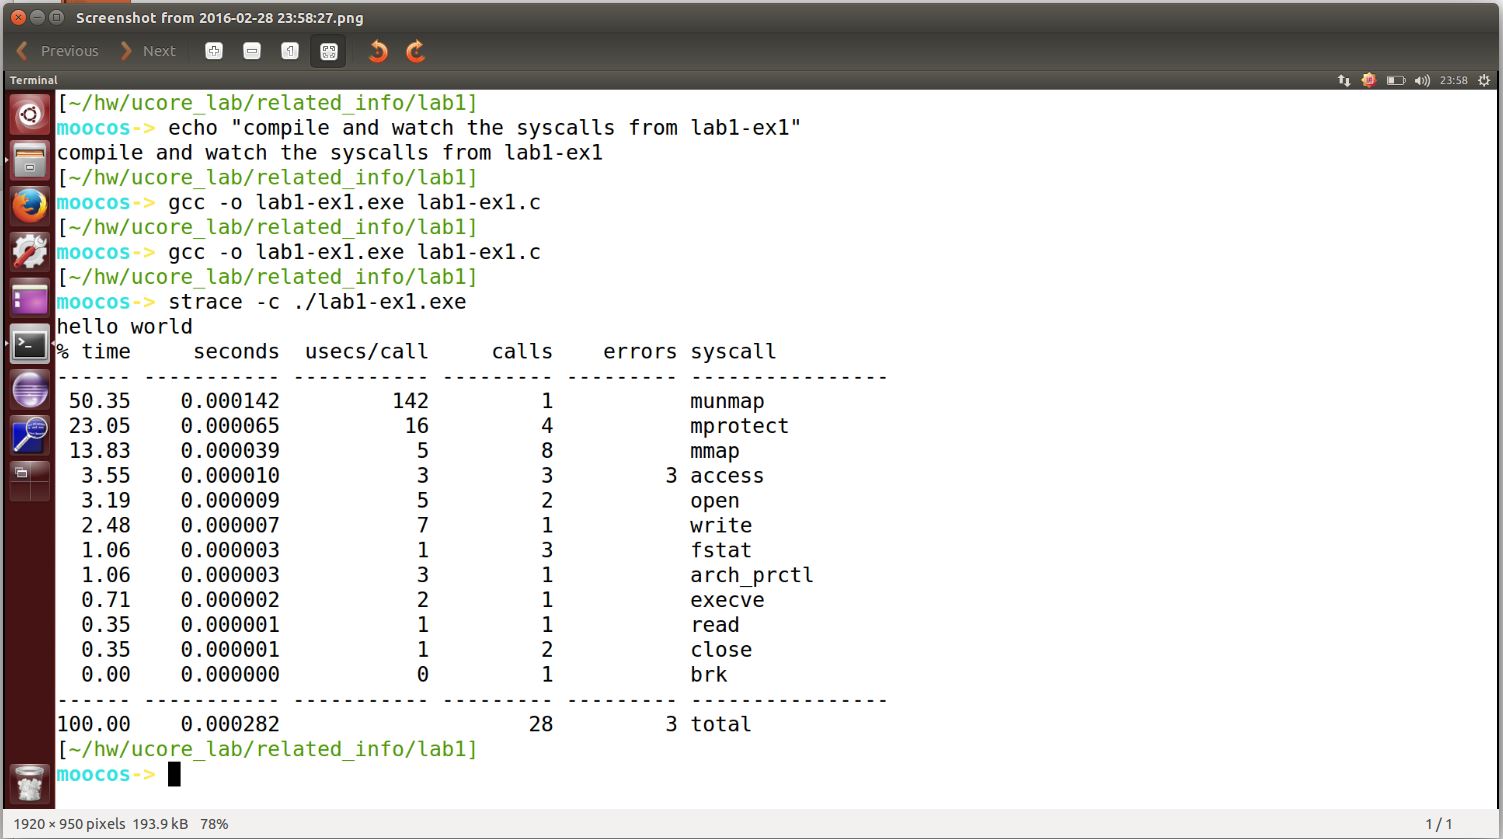 Screenshot from 2016-02-28 23:58:27.png
Previous Next
Terminal 23:58
[~/hw/ucore_lab/related_info/lab1]
moocos-> echo "compile and watch the syscalls from lab1-ex1"
compile and watch the syscalls from lab1-ex1
[~/hw/ucore_lab/related_info/lab1]
moocos-> gcc -o lab1-ex1.exe lab1-ex1.c
[~/hw/ucore_lab/related_info/lab1]
moocos-> gcc -o lab1-ex1.exe lab1-ex1.c
[~/hw/ucore_lab/related_info/lab1]
moocos-> strace -c ./lab1-ex1.exe
hello world
% time     seconds  usecs/call     calls    errors syscall
------ ----------- ----------- --------- --------- ----------------
 50.35    0.000142         142         1           munmap
 23.05    0.000065          16         4           mprotect
 13.83    0.000039           5         8           mmap
  3.55    0.000010           3         3         3 access
  3.19    0.000009           5         2           open
  2.48    0.000007           7         1           write
  1.06    0.000003           1         3           fstat
  1.06    0.000003           3         1           arch_prctl
  0.71    0.000002           2         1           execve
  0.35    0.000001           1         1           read
  0.35    0.000001           1         2           close
  0.00    0.000000           0         1           brk
------ ----------- ----------- --------- --------- ----------------
100.00    0.000282                    28         3 total
[~/hw/ucore_lab/related_info/lab1]
moocos->
1920 × 950 pixels 193.9 kB 78% 1 / 1